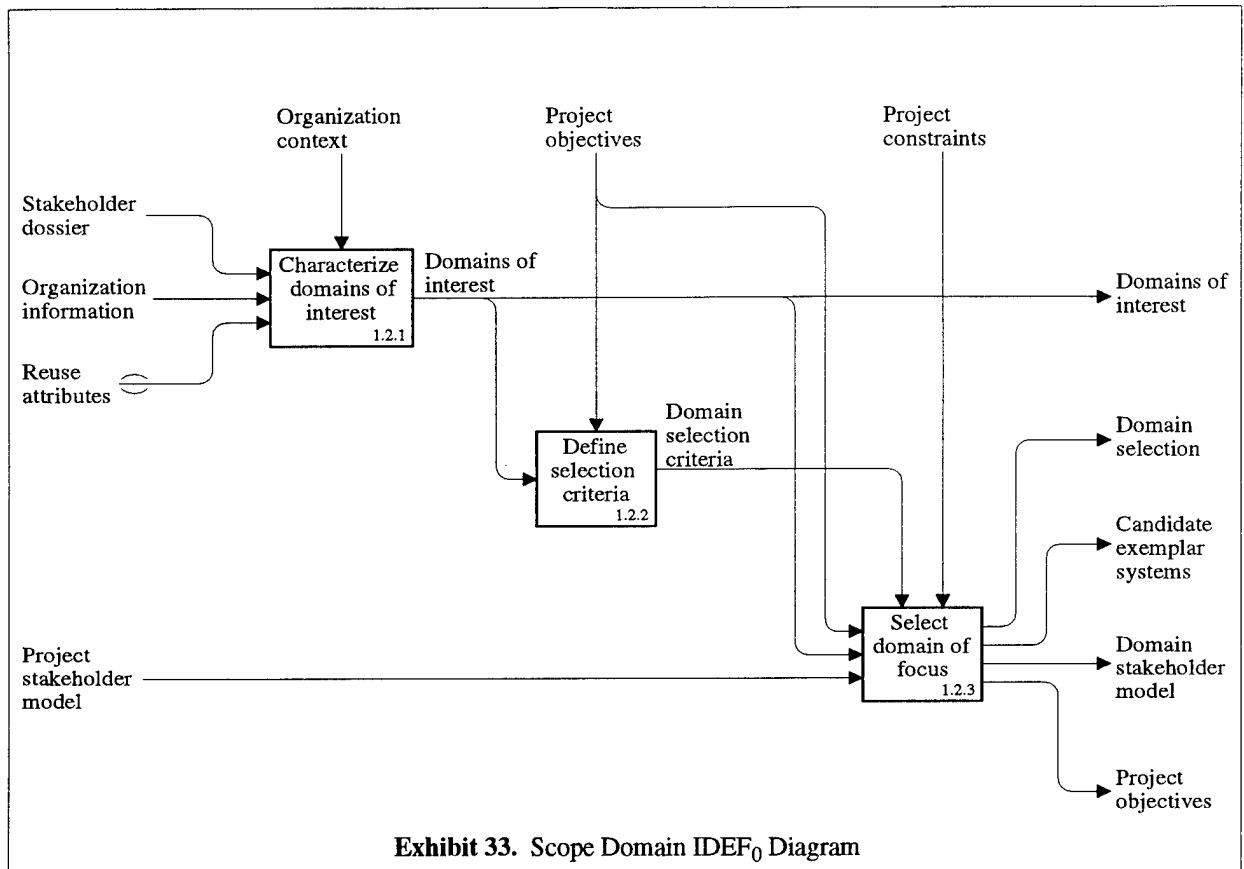 Organization
context
Project
objectives
Project
constraints
Stakeholder
dossier
Organization
information
Reuse
attributes
Characterize
domains of
interest
1.2.1
Domains of
interest
Domains of
interest
Define
selection
criteria
1.2.2
Domain
selection
criteria
Domain
selection
Candidate
exemplar
systems
Project
stakeholder
model
Select
domain of
focus
1.2.3
Domain
stakeholder
model
Project
objectives
Exhibit 33. Scope Domain IDEF0 Diagram